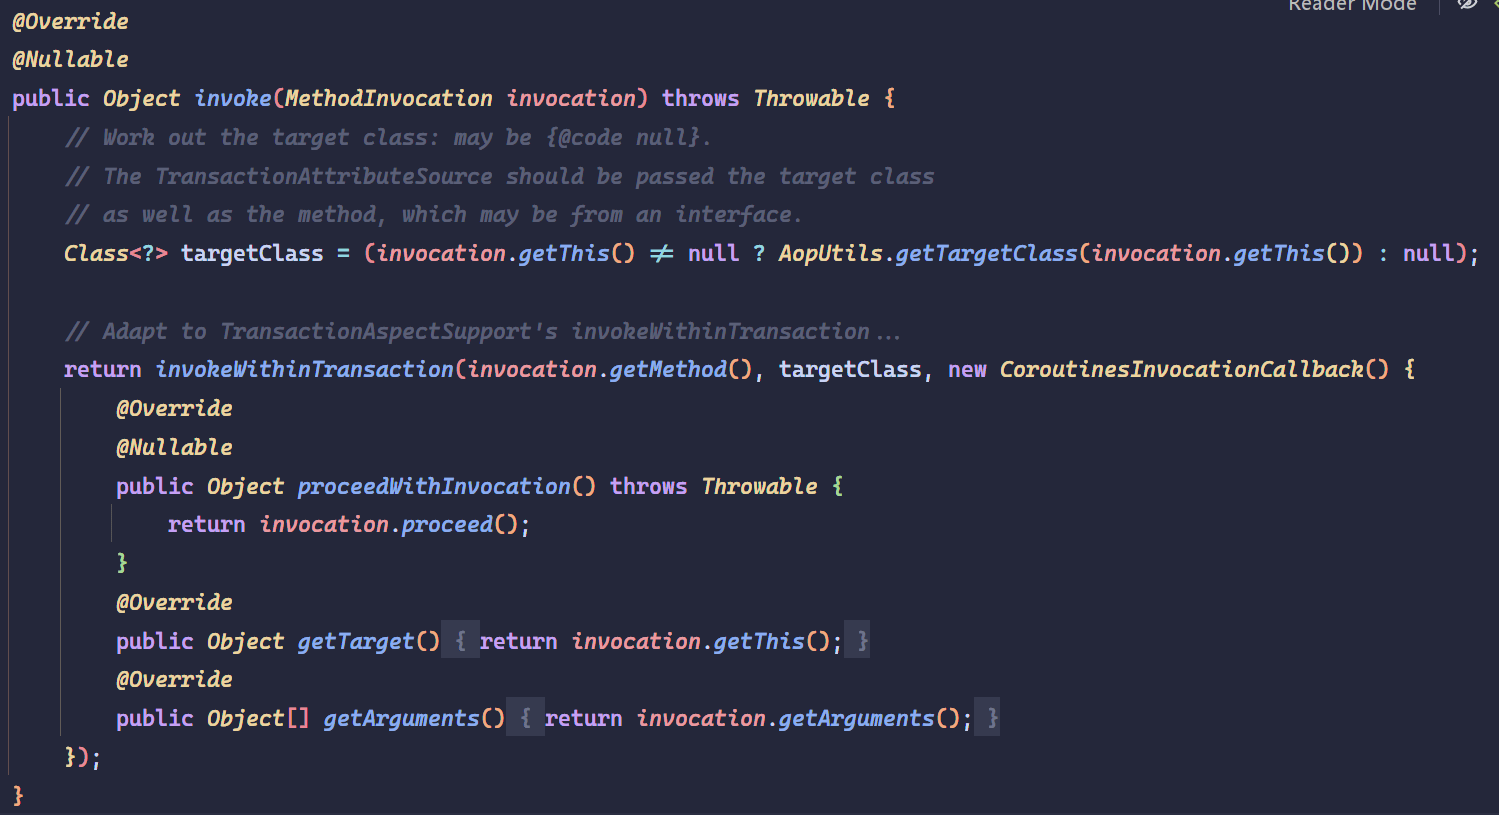 Reader Mode
@Override
@Nullable
public Object invoke(MethodInvocation invocation) throws Throwable {
// Work out the target class: may be {@code null}.
// The TransactionAttributeSource should be passed the target class
// as well as the method, which may be from an interface.
Class<?> targetClass = (invocation.getThis() != null ? AopUtils.getTargetClass(invocation.getThis()) : null);
// Adapt to TransactionAspectSupport's invokeWithinTransaction...
return invokeWithinTransaction(invocation.getMethod(), targetClass, new CoroutinesInvocationCallback() {
@Override
@Nullable
public Object proceedWithInvocation() throws Throwable {
return invocation.proceed();
}
@Override
public Object getTarget() { return invocation.getThis(); }
@Override
public Object[] getArguments() { return invocation.getArguments(); }
});
}